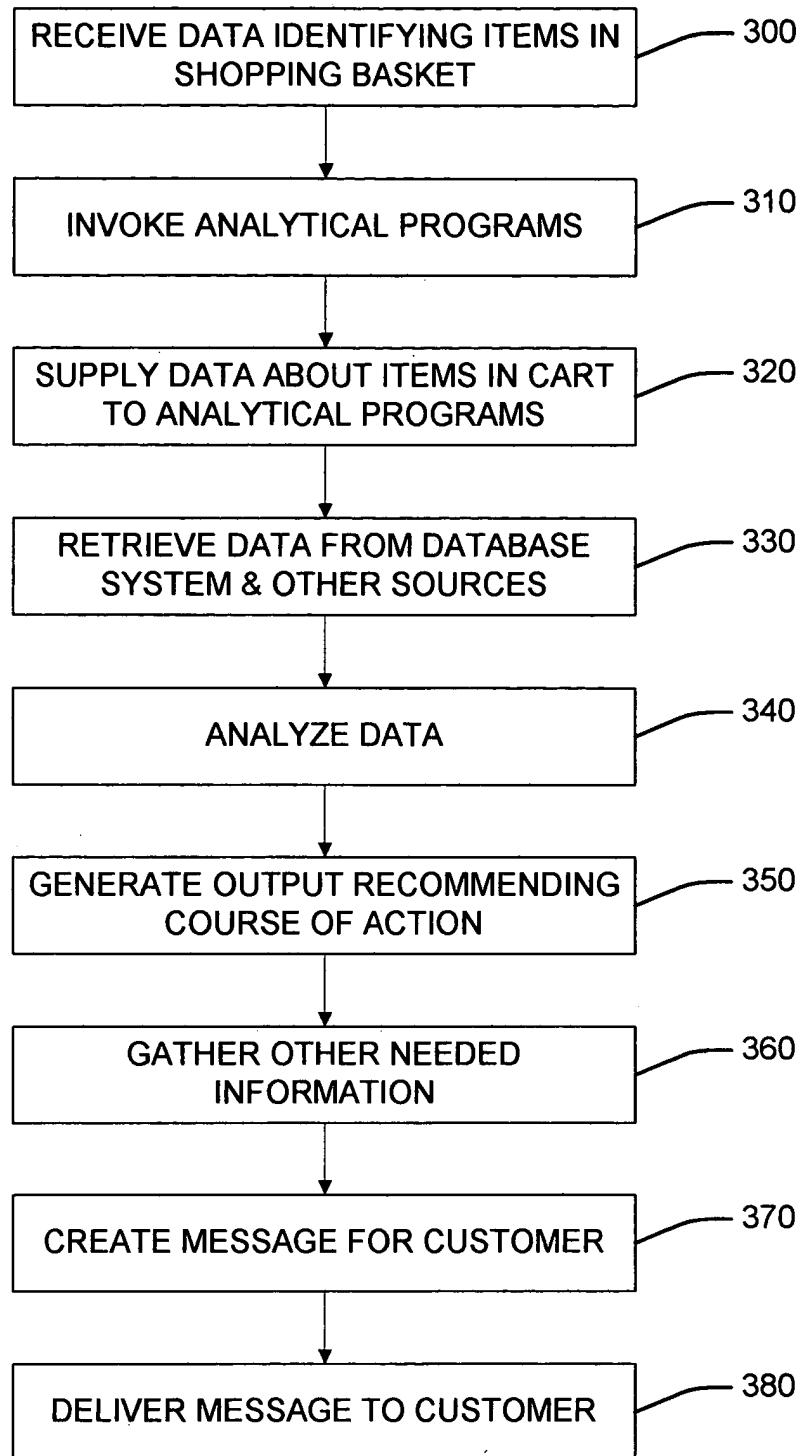 RECEIVE DATA IDENTIFYING ITEMS IN
SHOPPING BASKET
300
INVOKE ANALYTICAL PROGRAMS
310
SUPPLY DATA ABOUT ITEMS IN CART
TO ANALYTICAL PROGRAMS
320
RETRIEVE DATA FROM DATABASE
SYSTEM & OTHER SOURCES
330
ANALYZE DATA
340
GENERATE OUTPUT RECOMMENDING
COURSE OF ACTION
350
GATHER OTHER NEEDED
INFORMATION
360
CREATE MESSAGE FOR CUSTOMER
370
DELIVER MESSAGE TO CUSTOMER
380